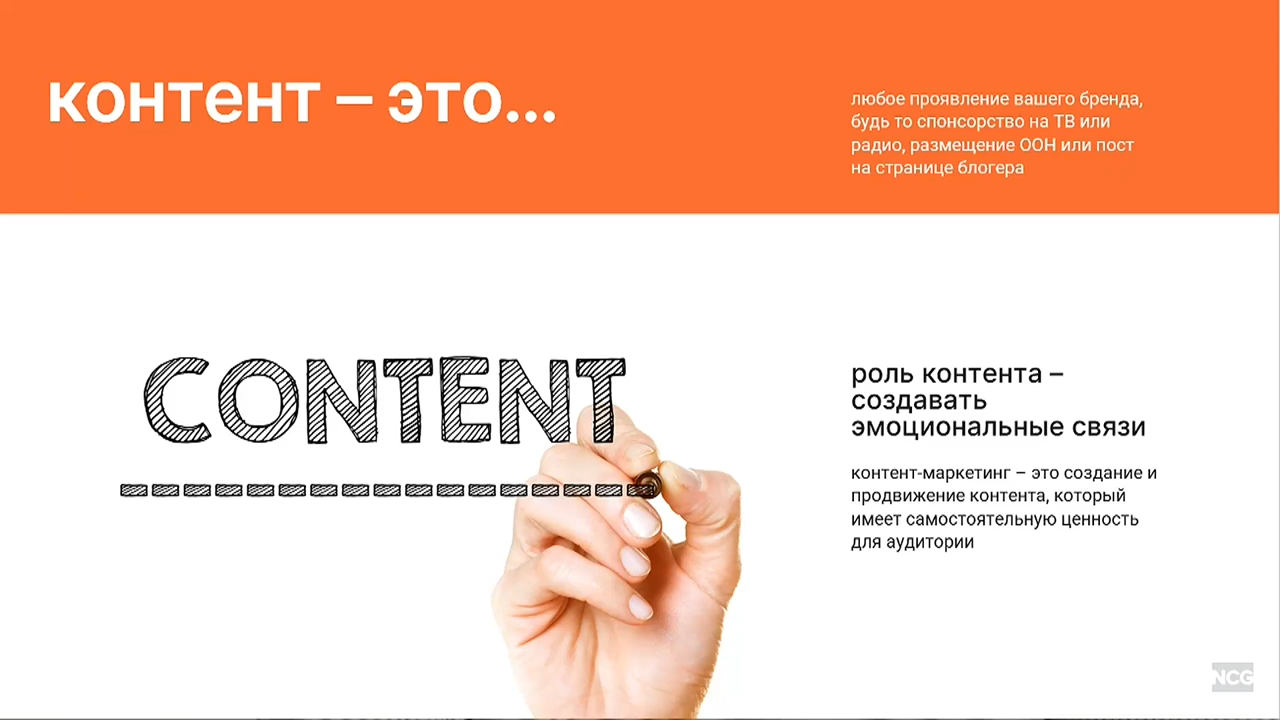 контент – это...
любое проявление вашего бренда,
будь то спонсорство на ТВ или
радио, размещение ООН или пост
на странице блогера
CONTENT
роль контента –
создавать
эмоциональные связи
контент-маркетинг – это создание и
продвижение контента, который
имеет самостоятельную ценность
для аудитории
NCG